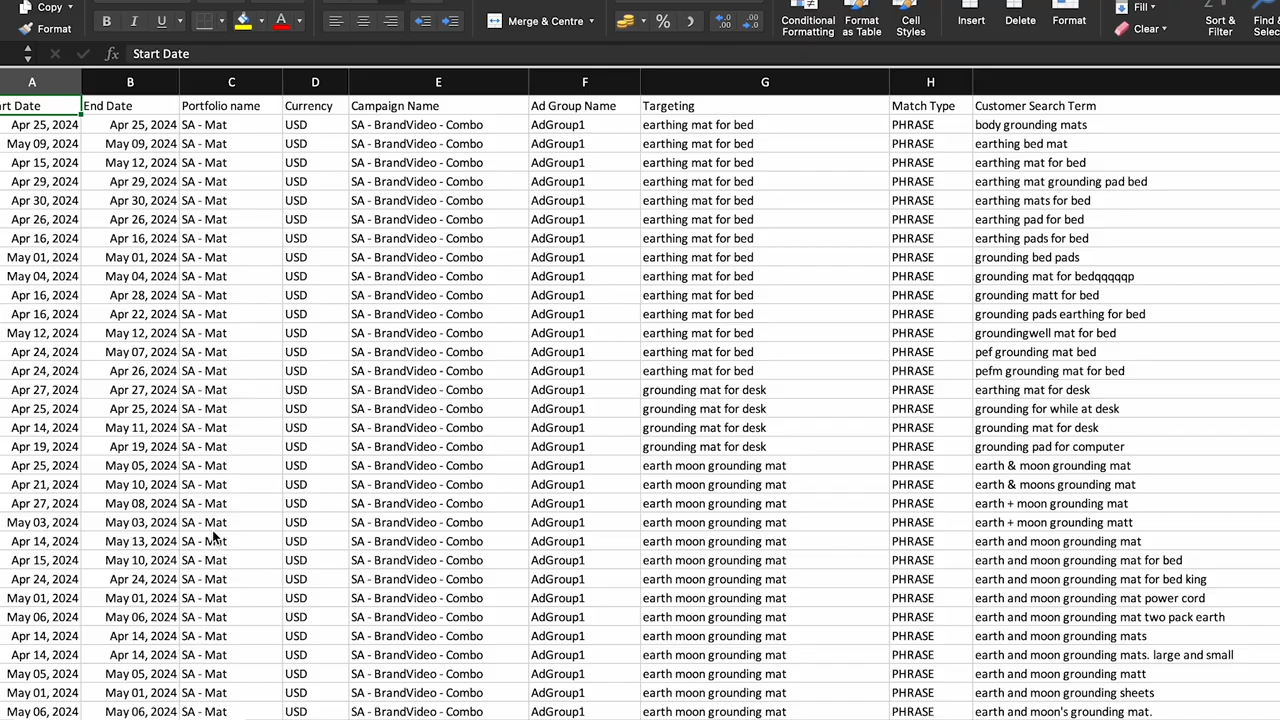 Copy
Format
B I U A
Merge & Centre
%
Conditional Formatting
Format as Table
Cell Styles
Insert
Delete
Format
Fill
Clear
Sort & Filter
Find &
fx Start Date
A B C D E F G H
rt Date End Date Portfolio name Currency Campaign Name Ad Group Name Targeting Match Type Customer Search Term
Apr 25, 2024 Apr 25, 2024 SA - Mat USD SA - BrandVideo - Combo AdGroup1 earthing mat for bed PHRASE body grounding mats
May 09, 2024 May 09, 2024 SA - Mat USD SA - BrandVideo - Combo AdGroup1 earthing mat for bed PHRASE earthing bed mat
Apr 15, 2024 May 12, 2024 SA - Mat USD SA - BrandVideo - Combo AdGroup1 earthing mat for bed PHRASE earthing mat for bed
Apr 29, 2024 Apr 29, 2024 SA - Mat USD SA - BrandVideo - Combo AdGroup1 earthing mat for bed PHRASE earthing mat grounding pad bed
Apr 30, 2024 Apr 30, 2024 SA - Mat USD SA - BrandVideo - Combo AdGroup1 earthing mat for bed PHRASE earthing mats for bed
Apr 26, 2024 Apr 26, 2024 SA - Mat USD SA - BrandVideo - Combo AdGroup1 earthing mat for bed PHRASE earthing pad for bed
Apr 16, 2024 Apr 16, 2024 SA - Mat USD SA - BrandVideo - Combo AdGroup1 earthing mat for bed PHRASE earthing pads for bed
May 01, 2024 May 01, 2024 SA - Mat USD SA - BrandVideo - Combo AdGroup1 earthing mat for bed PHRASE grounding bed pads
May 04, 2024 May 04, 2024 SA - Mat USD SA - BrandVideo - Combo AdGroup1 earthing mat for bed PHRASE grounding mat for bedqqqqqp
Apr 16, 2024 Apr 28, 2024 SA - Mat USD SA - BrandVideo - Combo AdGroup1 earthing mat for bed PHRASE grounding matt for bed
Apr 16, 2024 Apr 22, 2024 SA - Mat USD SA - BrandVideo - Combo AdGroup1 earthing mat for bed PHRASE grounding pads earthing for bed
May 12, 2024 May 12, 2024 SA - Mat USD SA - BrandVideo - Combo AdGroup1 earthing mat for bed PHRASE groundingwell mat for bed
Apr 24, 2024 May 07, 2024 SA - Mat USD SA - BrandVideo - Combo AdGroup1 earthing mat for bed PHRASE pef grounding mat bed
Apr 24, 2024 Apr 26, 2024 SA - Mat USD SA - BrandVideo - Combo AdGroup1 earthing mat for bed PHRASE pefm grounding mat for bed
Apr 27, 2024 Apr 27, 2024 SA - Mat USD SA - BrandVideo - Combo AdGroup1 grounding mat for desk PHRASE earthing mat for desk
Apr 25, 2024 Apr 25, 2024 SA - Mat USD SA - BrandVideo - Combo AdGroup1 grounding mat for desk PHRASE grounding for while at desk
Apr 14, 2024 May 11, 2024 SA - Mat USD SA - BrandVideo - Combo AdGroup1 grounding mat for desk PHRASE grounding mat for desk
Apr 19, 2024 Apr 19, 2024 SA - Mat USD SA - BrandVideo - Combo AdGroup1 grounding mat for desk PHRASE grounding pad for computer
Apr 25, 2024 May 05, 2024 SA - Mat USD SA - BrandVideo - Combo AdGroup1 earth moon grounding mat PHRASE earth & moon grounding mat
Apr 21, 2024 May 10, 2024 SA - Mat USD SA - BrandVideo - Combo AdGroup1 earth moon grounding mat PHRASE earth & moons grounding mat
Apr 27, 2024 May 08, 2024 SA - Mat USD SA - BrandVideo - Combo AdGroup1 earth moon grounding mat PHRASE earth + moon grounding mat
May 03, 2024 May 03, 2024 SA - Mat USD SA - BrandVideo - Combo AdGroup1 earth moon grounding mat PHRASE earth + moon grounding matt
Apr 14, 2024 May 13, 2024 SA - Mat USD SA - BrandVideo - Combo AdGroup1 earth moon grounding mat PHRASE earth and moon grounding mat
Apr 15, 2024 May 10, 2024 SA - Mat USD SA - BrandVideo - Combo AdGroup1 earth moon grounding mat PHRASE earth and moon grounding mat for bed
Apr 24, 2024 Apr 24, 2024 SA - Mat USD SA - BrandVideo - Combo AdGroup1 earth moon grounding mat PHRASE earth and moon grounding mat for bed king
May 01, 2024 May 01, 2024 SA - Mat USD SA - BrandVideo - Combo AdGroup1 earth moon grounding mat PHRASE earth and moon grounding mat power cord
May 06, 2024 May 06, 2024 SA - Mat USD SA - BrandVideo - Combo AdGroup1 earth moon grounding mat PHRASE earth and moon grounding mat two pack earth
Apr 14, 2024 Apr 14, 2024 SA - Mat USD SA - BrandVideo - Combo AdGroup1 earth moon grounding mat PHRASE earth and moon grounding mats
Apr 14, 2024 Apr 14, 2024 SA - Mat USD SA - BrandVideo - Combo AdGroup1 earth moon grounding mat PHRASE earth and moon grounding mats. large and small
May 05, 2024 May 05, 2024 SA - Mat USD SA - BrandVideo - Combo AdGroup1 earth moon grounding mat PHRASE earth and moon grounding matt
May 01, 2024 May 01, 2024 SA - Mat USD SA - BrandVideo - Combo AdGroup1 earth moon grounding mat PHRASE earth and moon grounding sheets
May 06, 2024 May 06, 2024 SA - Mat USD SA - BrandVideo - Combo AdGroup1 earth moon grounding mat PHRASE earth and moon's grounding mat.